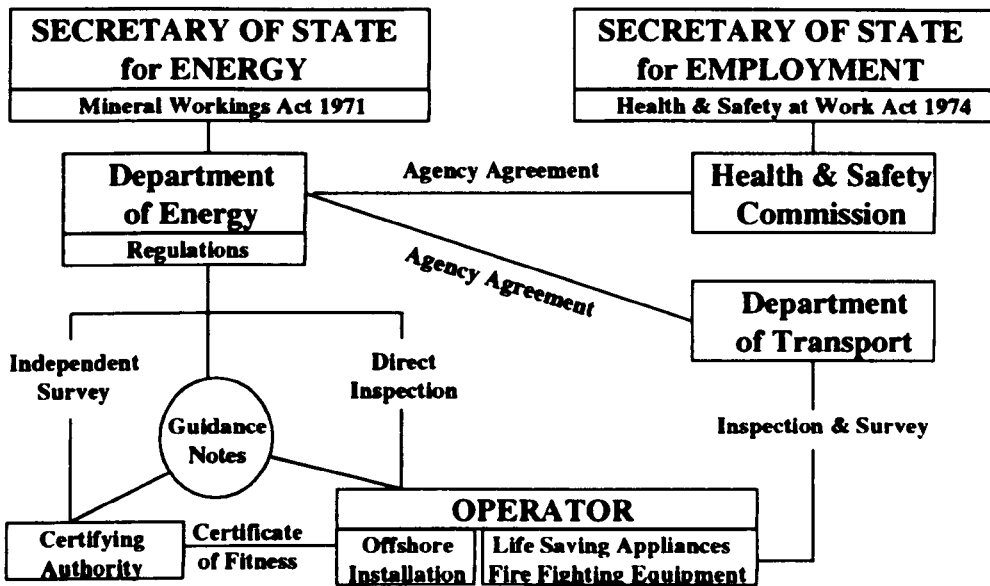 SECRETARY OF STATE
for ENERGY
Mineral Workings Act 1971
SECRETARY OF STATE
for EMPLOYMENT
Health & Safety at Work Act 1974
Department
of Energy
Regulations
Agency Agreement
Health & Safety
Commission
Agency Agreement
Department
of Transport
Independent
Survey
Direct
Inspection
Guidance
Notes
Inspection & Survey
OPERATOR
Certifying
Authority
Certificate
of Fitness
Offshore
Installation
Life Saving Appliances
Fire Fighting Equipment